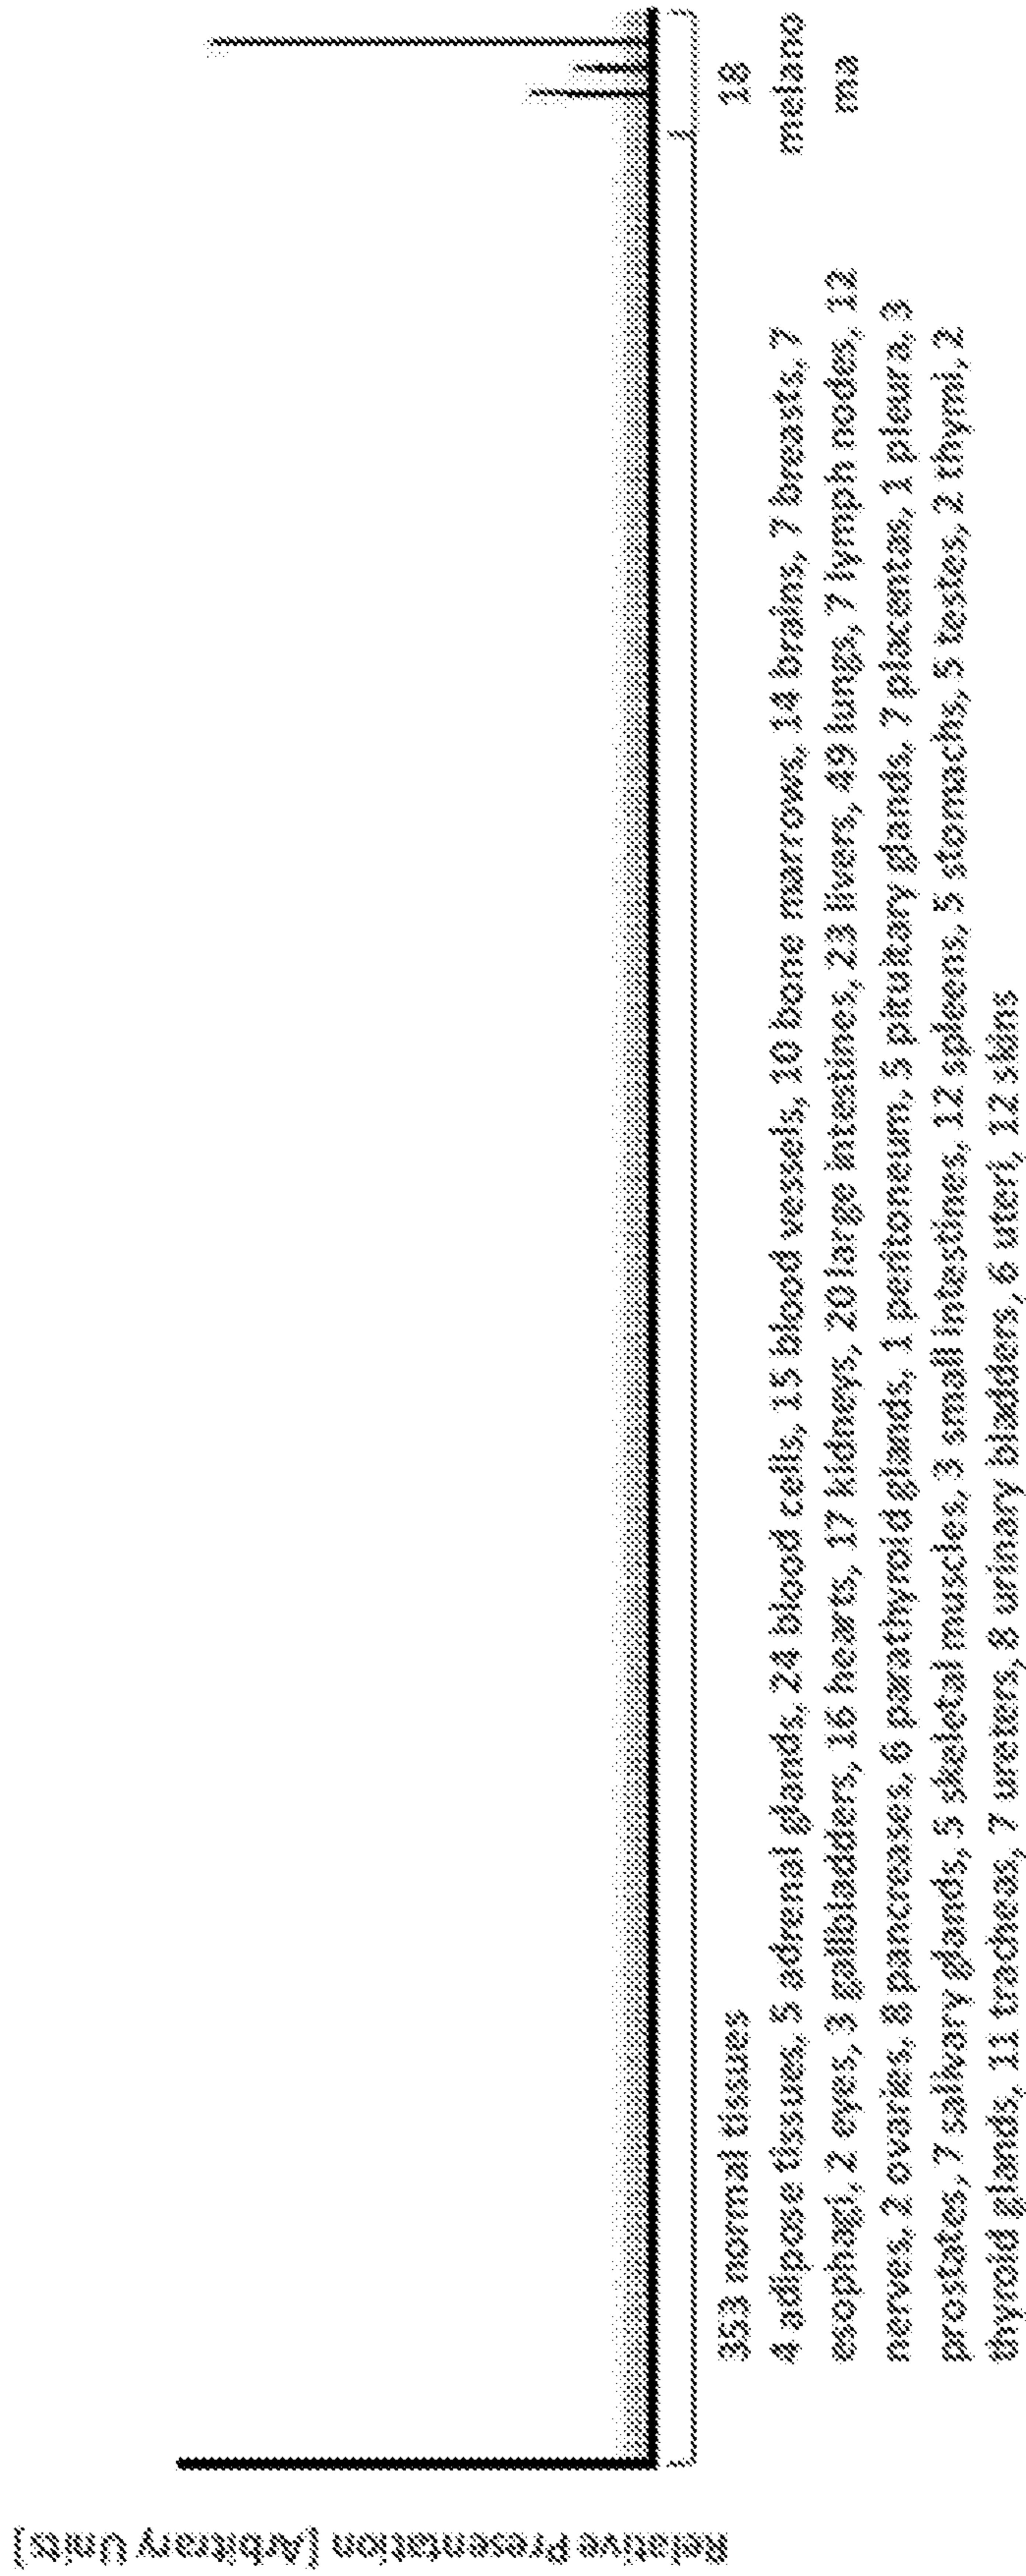 Relative Presentation [Arbitrary Units]
353 normal tissues
4 adipose tissues, 5 adrenal glands, 24 blood cells, 15 blood vessels, 10 bone marrows, 14 brains, 7 breasts, 7
esophagi, 2 eyes, 3 gallbladders, 16 hearts, 17 kidneys, 20 large intestines, 23 livers, 49 lungs, 7 lymph nodes, 12
nerves, 2 ovaries, 8 pancreases, 6 parathyroid glands, 1 peritoneum, 5 pituitary glands, 7 placentas, 1 pleura, 3
prostates, 7 salivary glands, 5 skeletal muscles, 3 small intestines, 12 spleens, 5 stomachs, 5 testes, 2 thymi, 2
thyroid glands, 11 tracheas, 7 ureters, 8 urinary bladders, 6 uteri, 12 skins
18
melano
ma